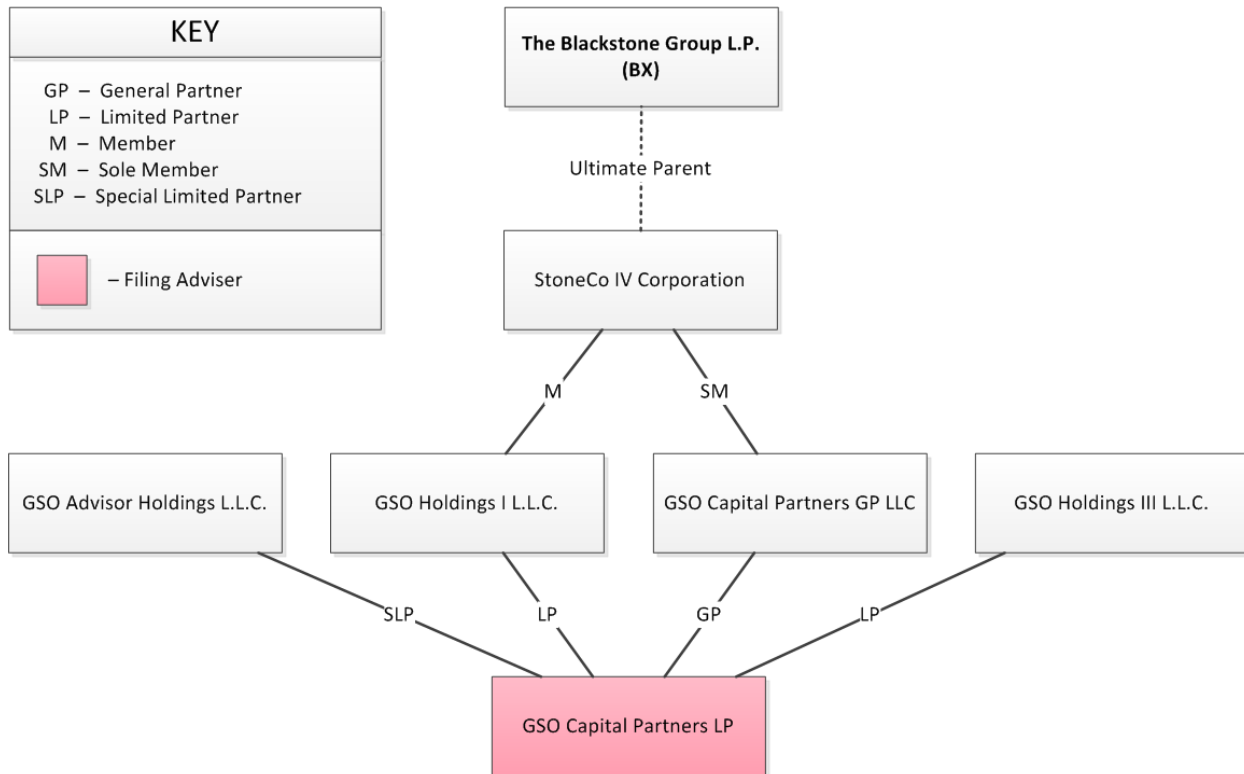 KEY
GP – General Partner
LP – Limited Partner
M – Member
SM – Sole Member
SLP – Special Limited Partner
– Filing Adviser
The Blackstone Group L.P.
(BX)
Ultimate Parent
StoneCo IV Corporation
M
SM
GSO Advisor Holdings L.L.C.
GSO Holdings I L.L.C.
GSO Capital Partners GP LLC
GSO Holdings III L.L.C.
SLP
LP
GP
LP
GSO Capital Partners LP